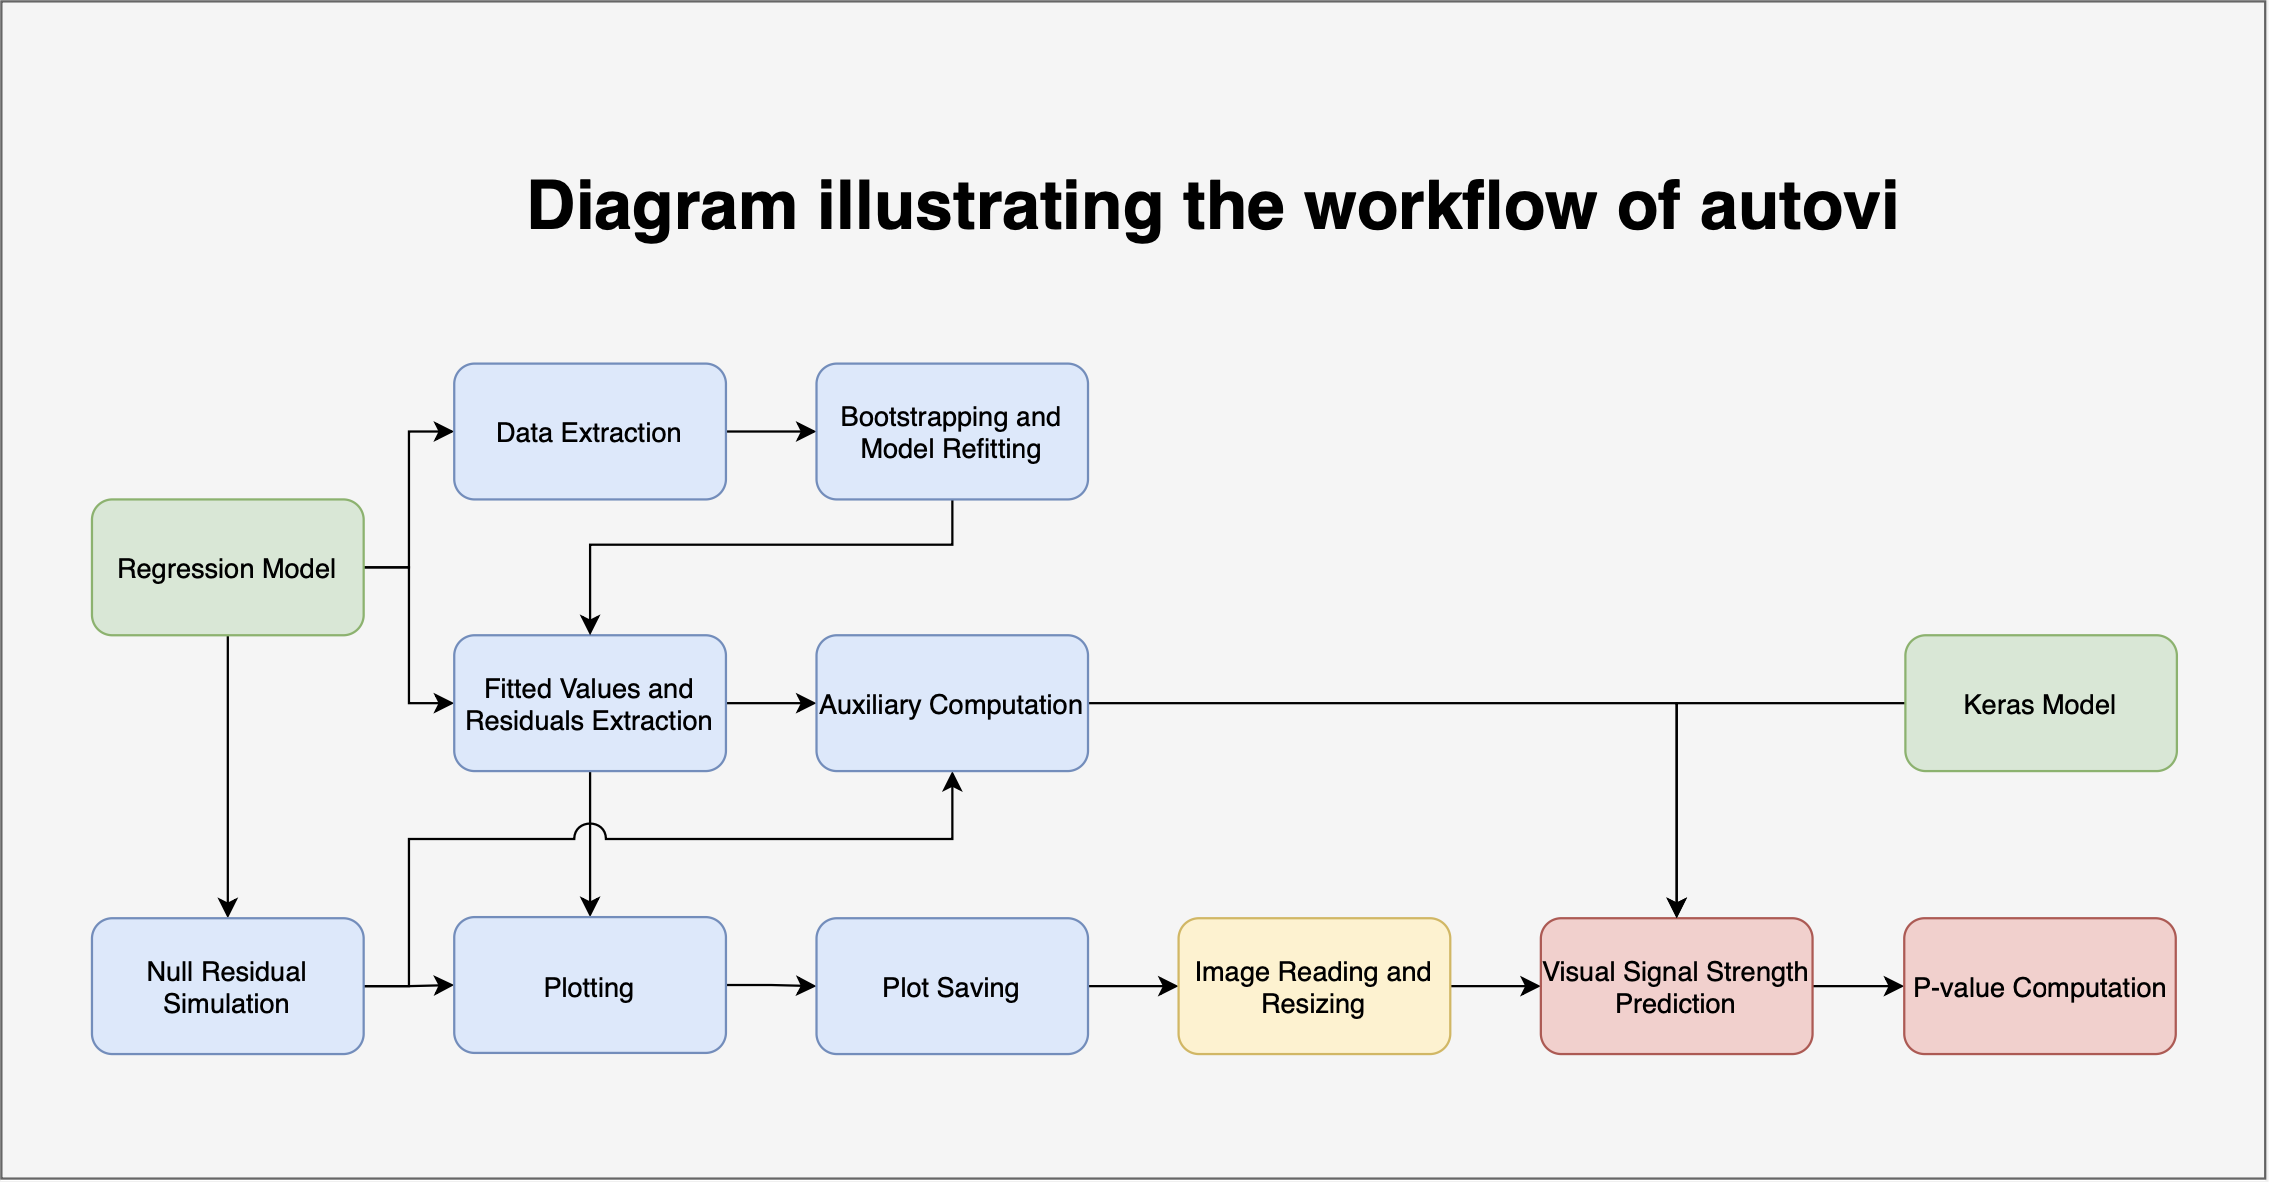 Diagram illustrating the workflow of autovi
Data Extraction
Bootstrapping and
Model Refitting
Regression Model
Fitted Values and
Residuals Extraction
Auxiliary Computation
Keras Model
Null Residual
Simulation
Plotting
Plot Saving
Image Reading and
Resizing
Visual Signal Strength
Prediction
P-value Computation